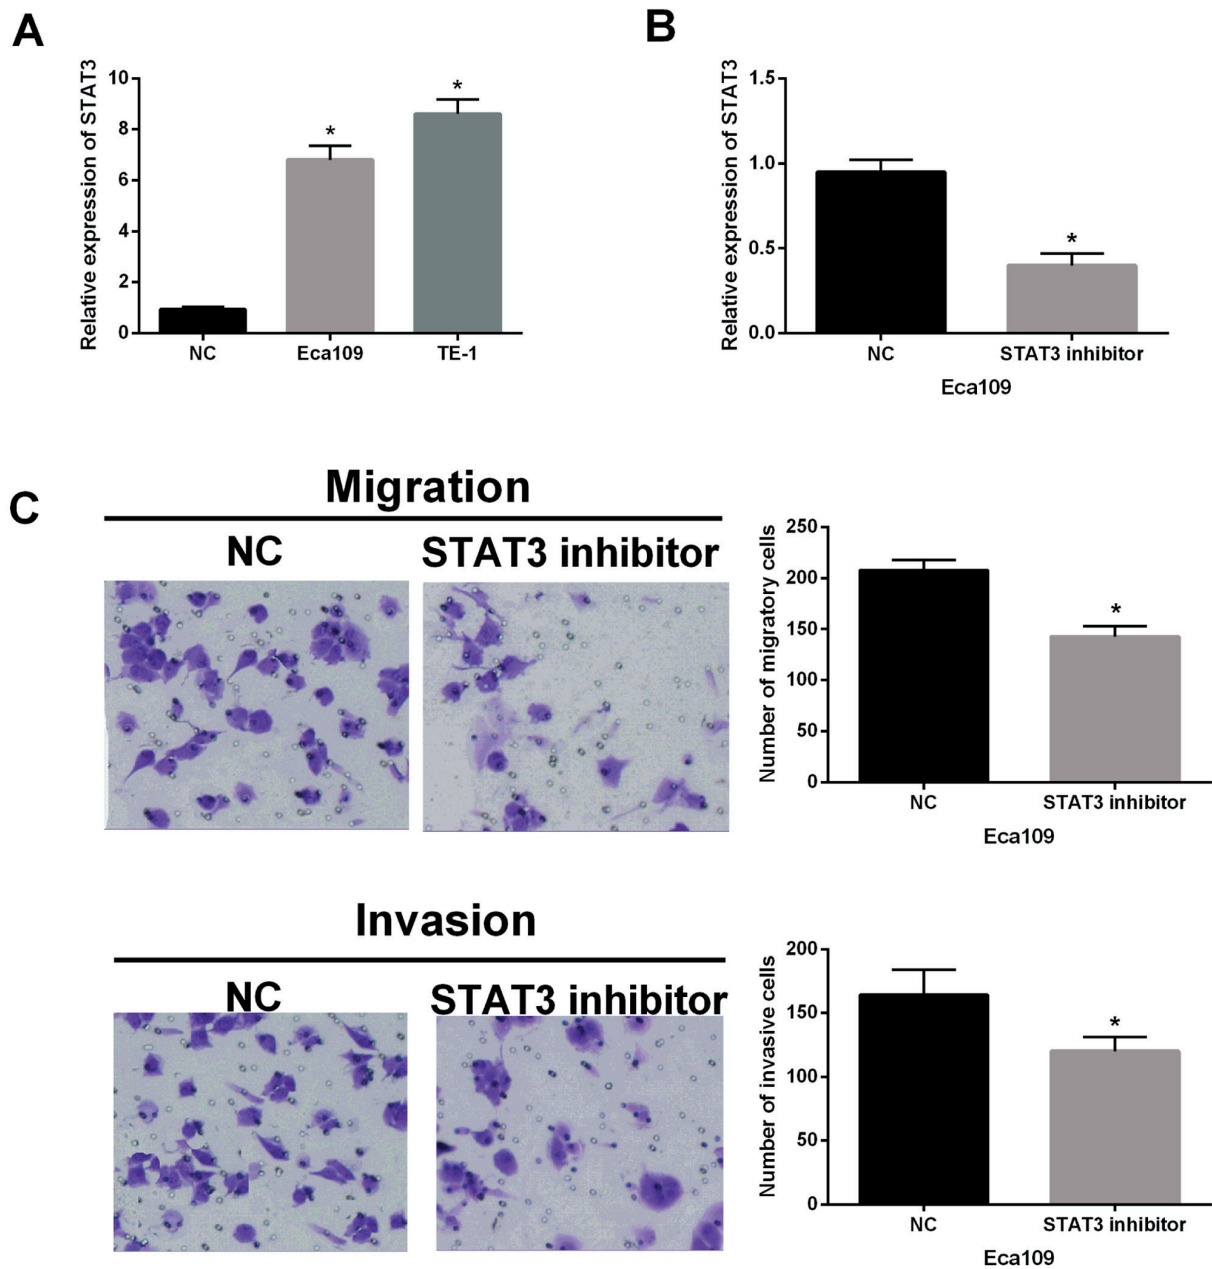 A
Relative expression of STAT3
10
8
6
4
2
0
*
*
NC
Eca109
TE-1
B
Relative expression of STAT3
1.5
1.0
0.5
0.0
*
NC
STAT3 inhibitor
Eca109
C
Migration
NC
STAT3 inhibitor
Number of migratory cells
250
200
150
100
50
0
*
NC
STAT3 inhibitor
Eca109
Invasion
NC
STAT3 inhibitor
Number of invasive cells
200
150
100
50
0
*
NC
STAT3 inhibitor
Eca109